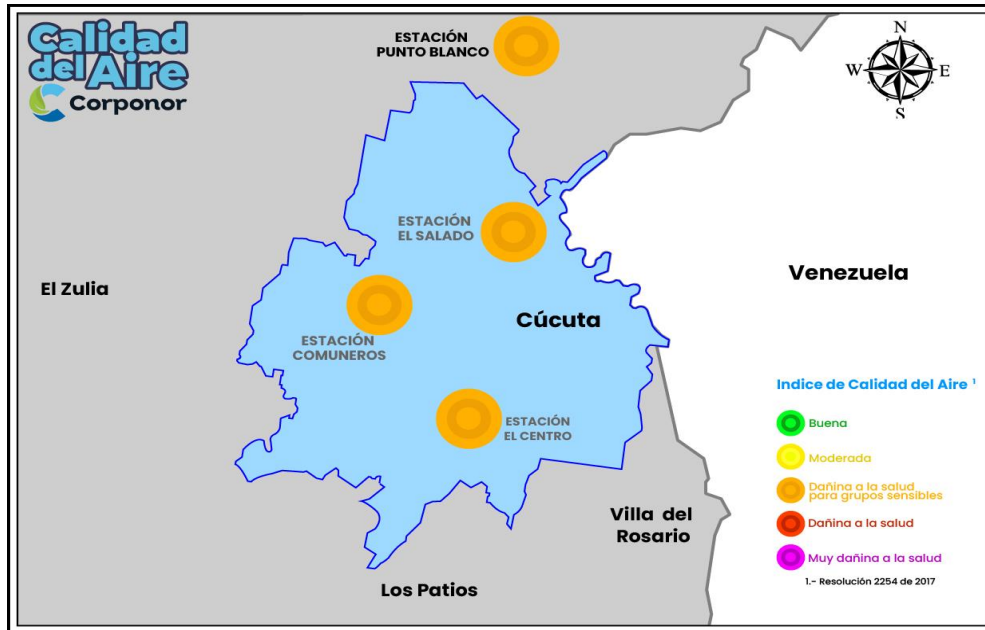 Calidad
del Aire
Corponor
ESTACIÓN
PUNTO BLANCO
N
W
E
S
ESTACIÓN
EL SALADO
Venezuela
El Zulia
Cúcuta
ESTACIÓN
COMUNEROS
Indice de Calidad del Aire ¹
ESTACIÓN
EL CENTRO
Buena
Moderada
Dañina a la salud
para grupos sensibles
Villa del
Rosario
Dañina a la salud
Muy dañina a la salud
1.- Resolución 2254 de 2017
Los Patios